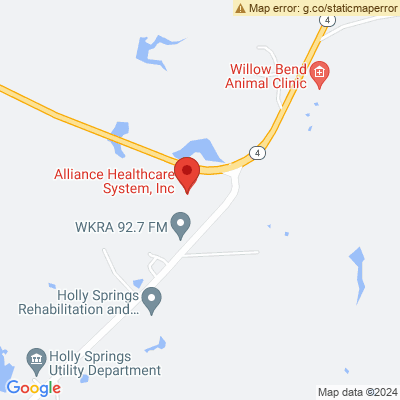 Map error: g.co/staticmaperror
4
Willow Bend
Animal Clinic
4
Alliance Healthcare
System, Inc
WKRA 92.7 FM
Holly Springs
Rehabilitation and...
Holly Springs
Utility Department
Google
Map data ©2024